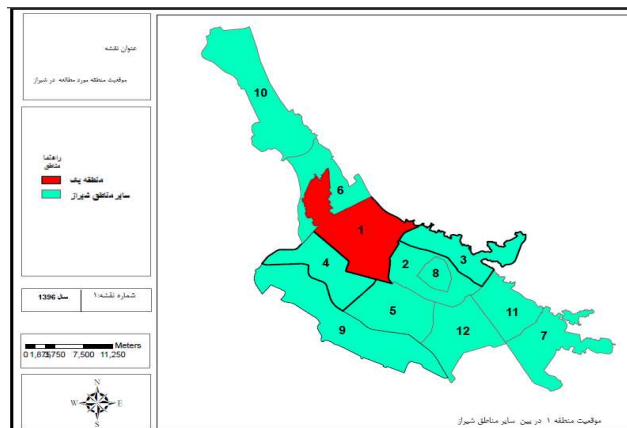 عنوان نقشه:
موقعیت منطقه مورد مطالعه در شیراز
راهنما
مناطق
منطقه یک
سایر مناطق شیراز
سال 1396
شماره نقشه:۱
Meters
0 1,875 3,750 7,500 11,250
N
W E
S
10
6
1
4
2
8
3
5
9
12
11
7
موقعیت منطقه ۱ در بین سایر مناطق شیراز